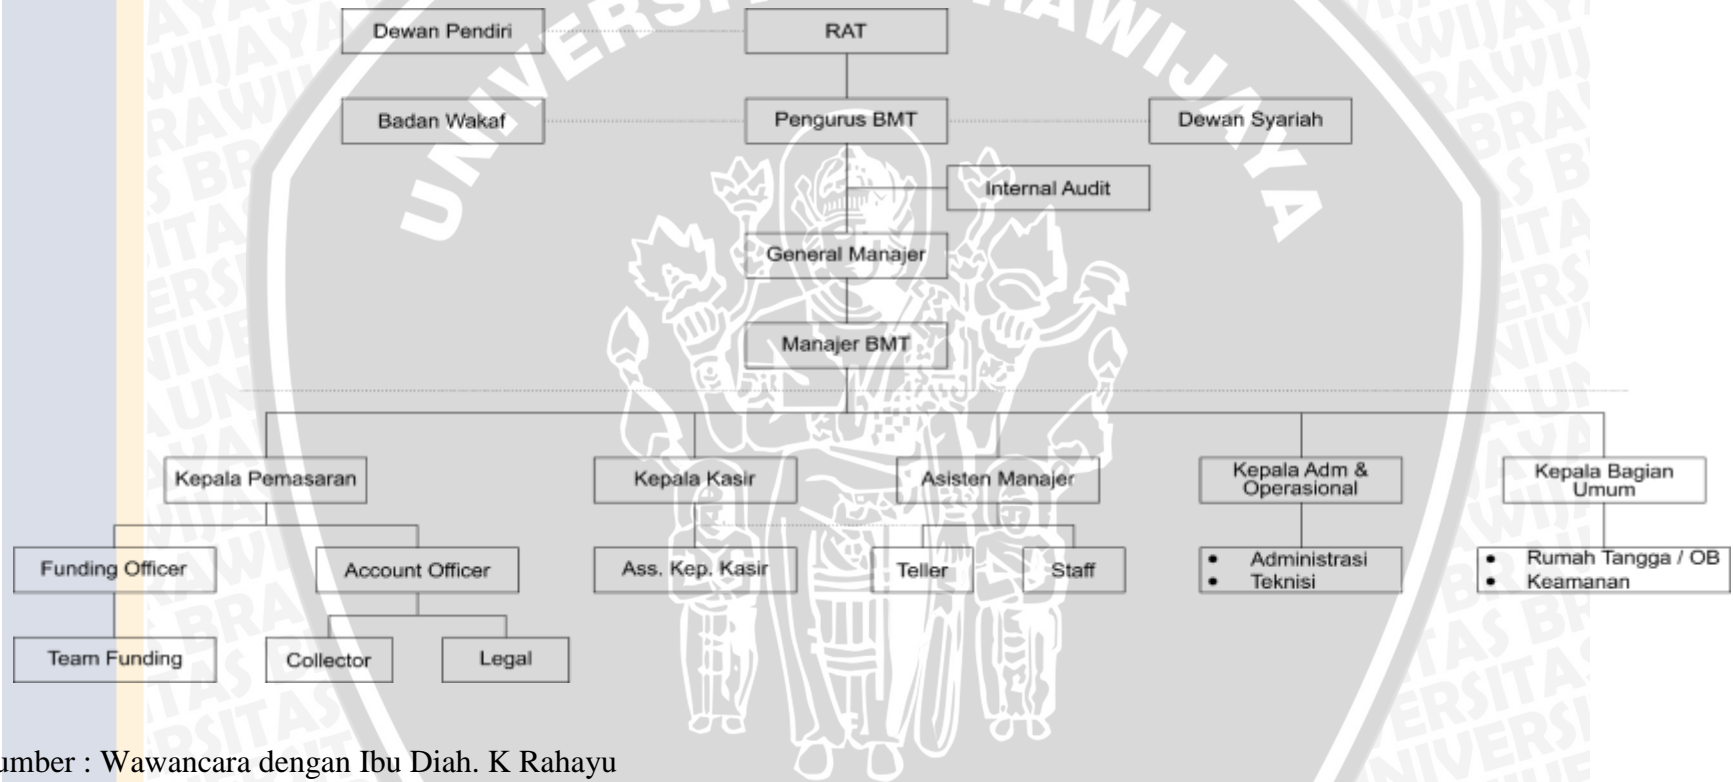 Dewan Pendiri
RAT
Badan Wakaf
Pengurus BMT
Dewan Syariah
Internal Audit
General Manajer
Manajer BMT
Kepala Pemasaran
Kepala Kasir
Asisten Manajer
Kepala Adm &
Operasional
Kepala Bagian
Umum
Funding Officer
Account Officer
Ass. Kep. Kasir
Teller
Staff
• Administrasi
• Teknisi
• Rumah Tangga / OB
• Keamanan
Team Funding
Collector
Legal
umber : Wawancara dengan Ibu Diah. K Rahayu